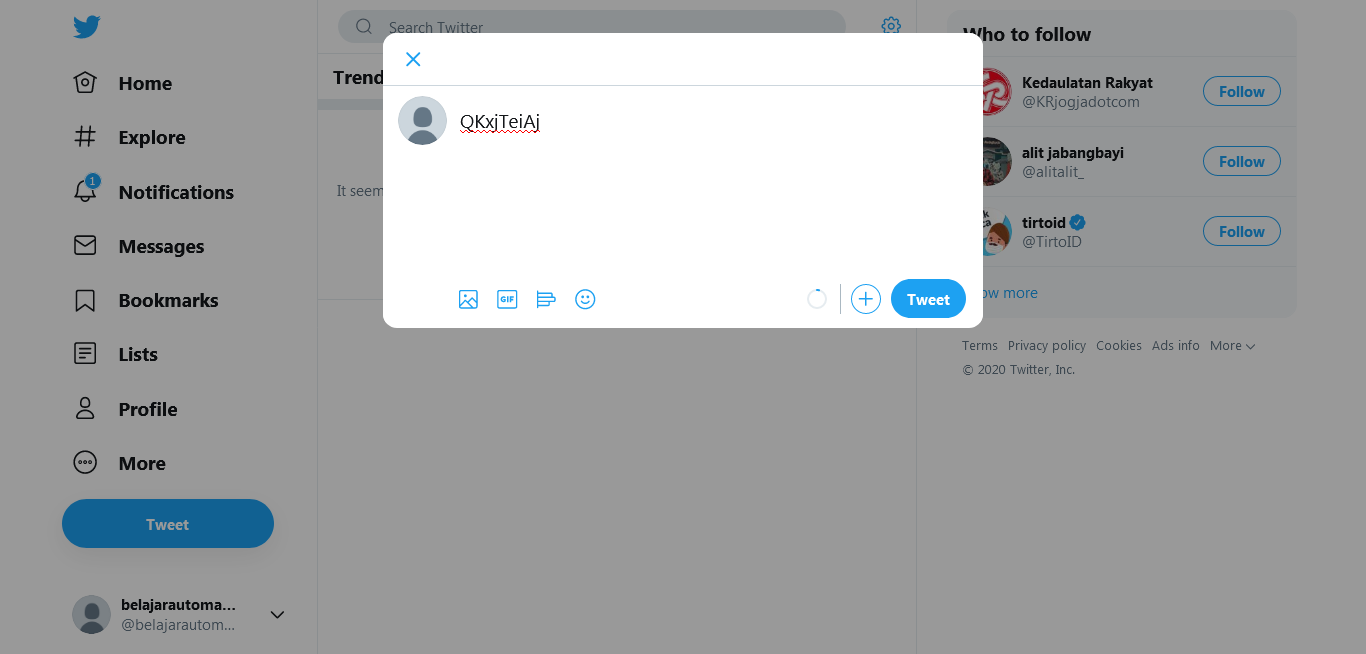 Home
Explore
1
Notifications
Messages
Bookmarks
Lists
Profile
More
Tweet
belajarautoma...
@belajarautom...
Search Twitter
Trend
It seem
QKxjTeiAj
GIF
Tweet
Who to follow
Kedaulatan Rakyat
@KRjogjadotcom
Follow
alit jabangbayi
@alitalit_
Follow
tirtoid
@TirtoID
Follow
ow more
Terms Privacy policy Cookies Ads info More
© 2020 Twitter, Inc.